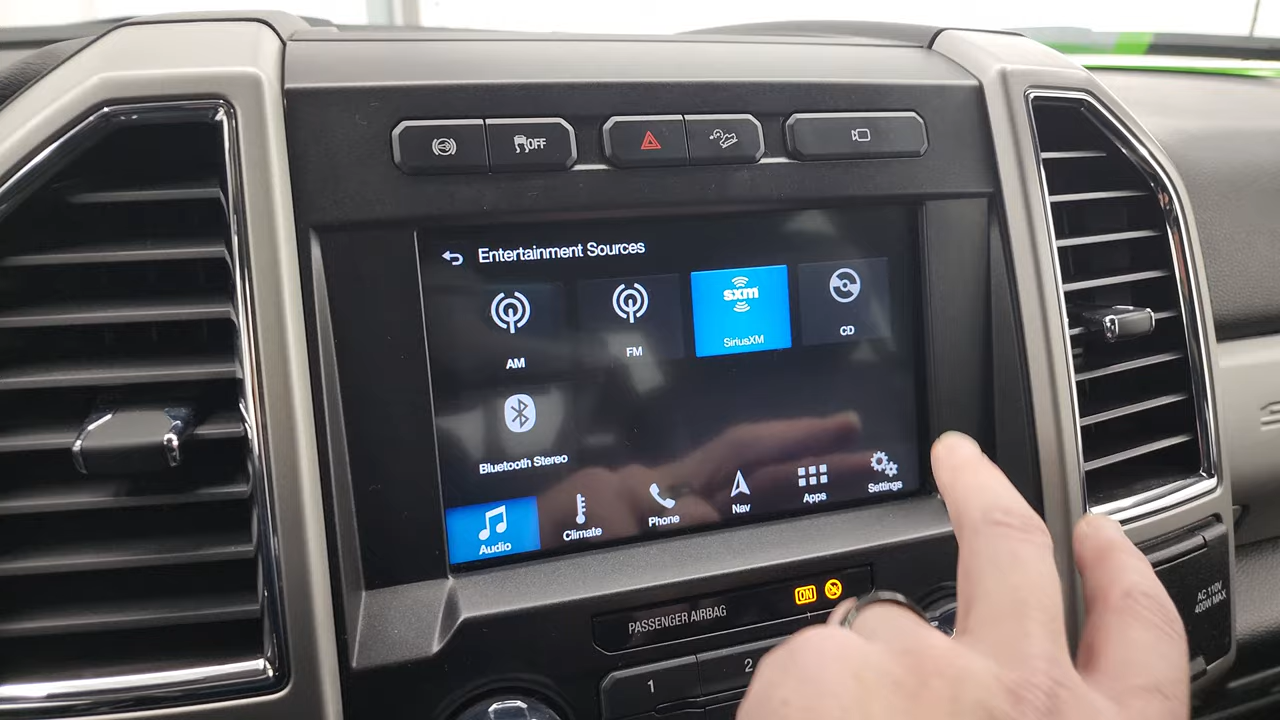 OFF
Entertainment Sources
AM
FM
sxm
SiriusXM
CD
Bluetooth Stereo
Audio
Climate
Phone
Nav
Apps
Settings
PASSENGER AIRBAG
ON
1
2
AC 110V
400W MAX